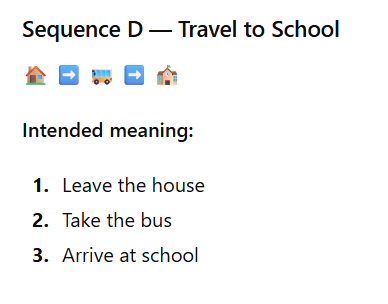 Sequence D — Travel to School
🏠 ➡️ 🚌 ➡️ 🏫
Intended meaning:
1. Leave the house
2. Take the bus
3. Arrive at school